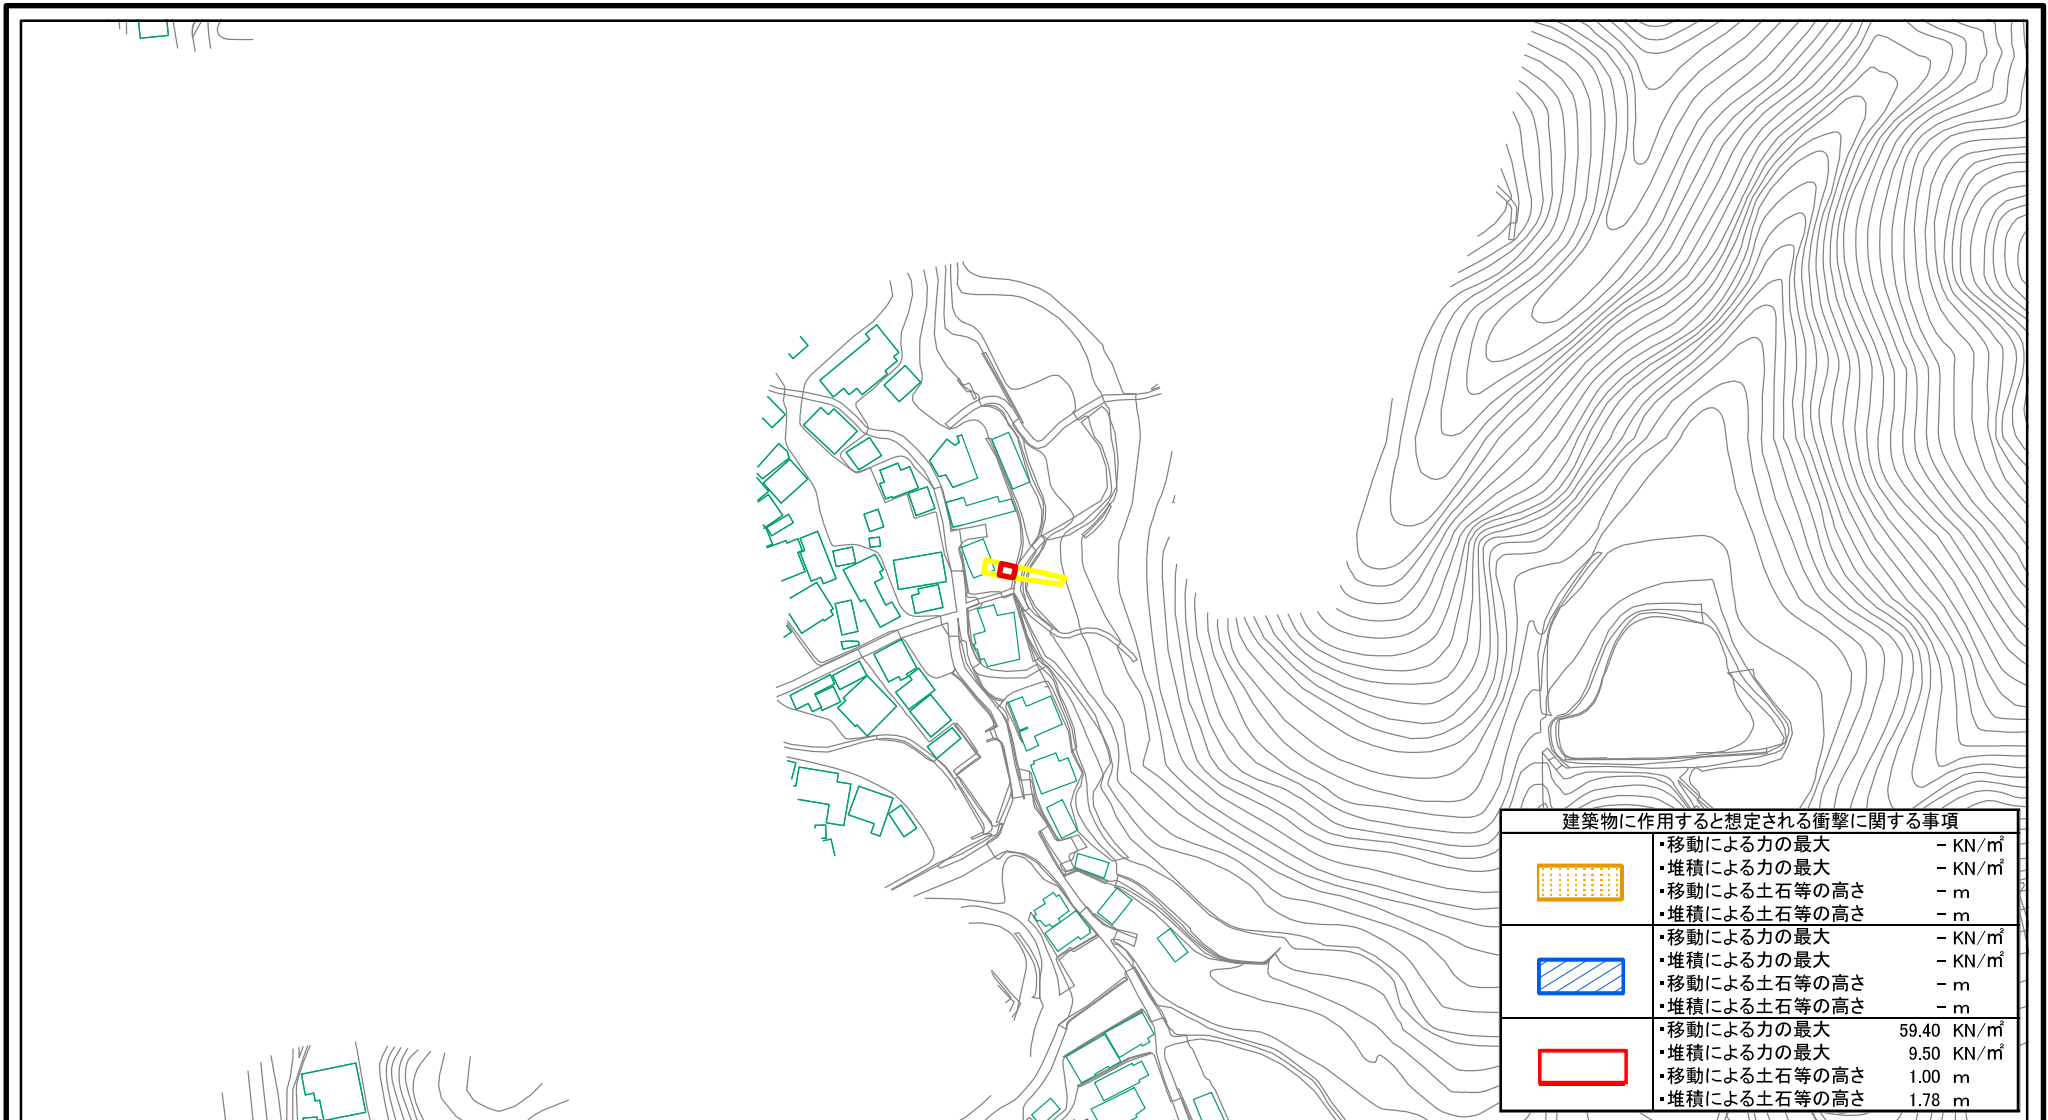 建築物に作用すると想定される衝撃に関する事項
・移動による力の最大 － KN/㎡
・堆積による力の最大 － KN/㎡
・移動による土石等の高さ － m
・堆積による土石等の高さ － m
・移動による力の最大 － KN/㎡
・堆積による力の最大 － KN/㎡
・移動による土石等の高さ － m
・堆積による土石等の高さ － m
・移動による力の最大 59.40 KN/㎡
・堆積による力の最大 9.50 KN/㎡
・移動による土石等の高さ 1.00 m
・堆積による土石等の高さ 1.78 m